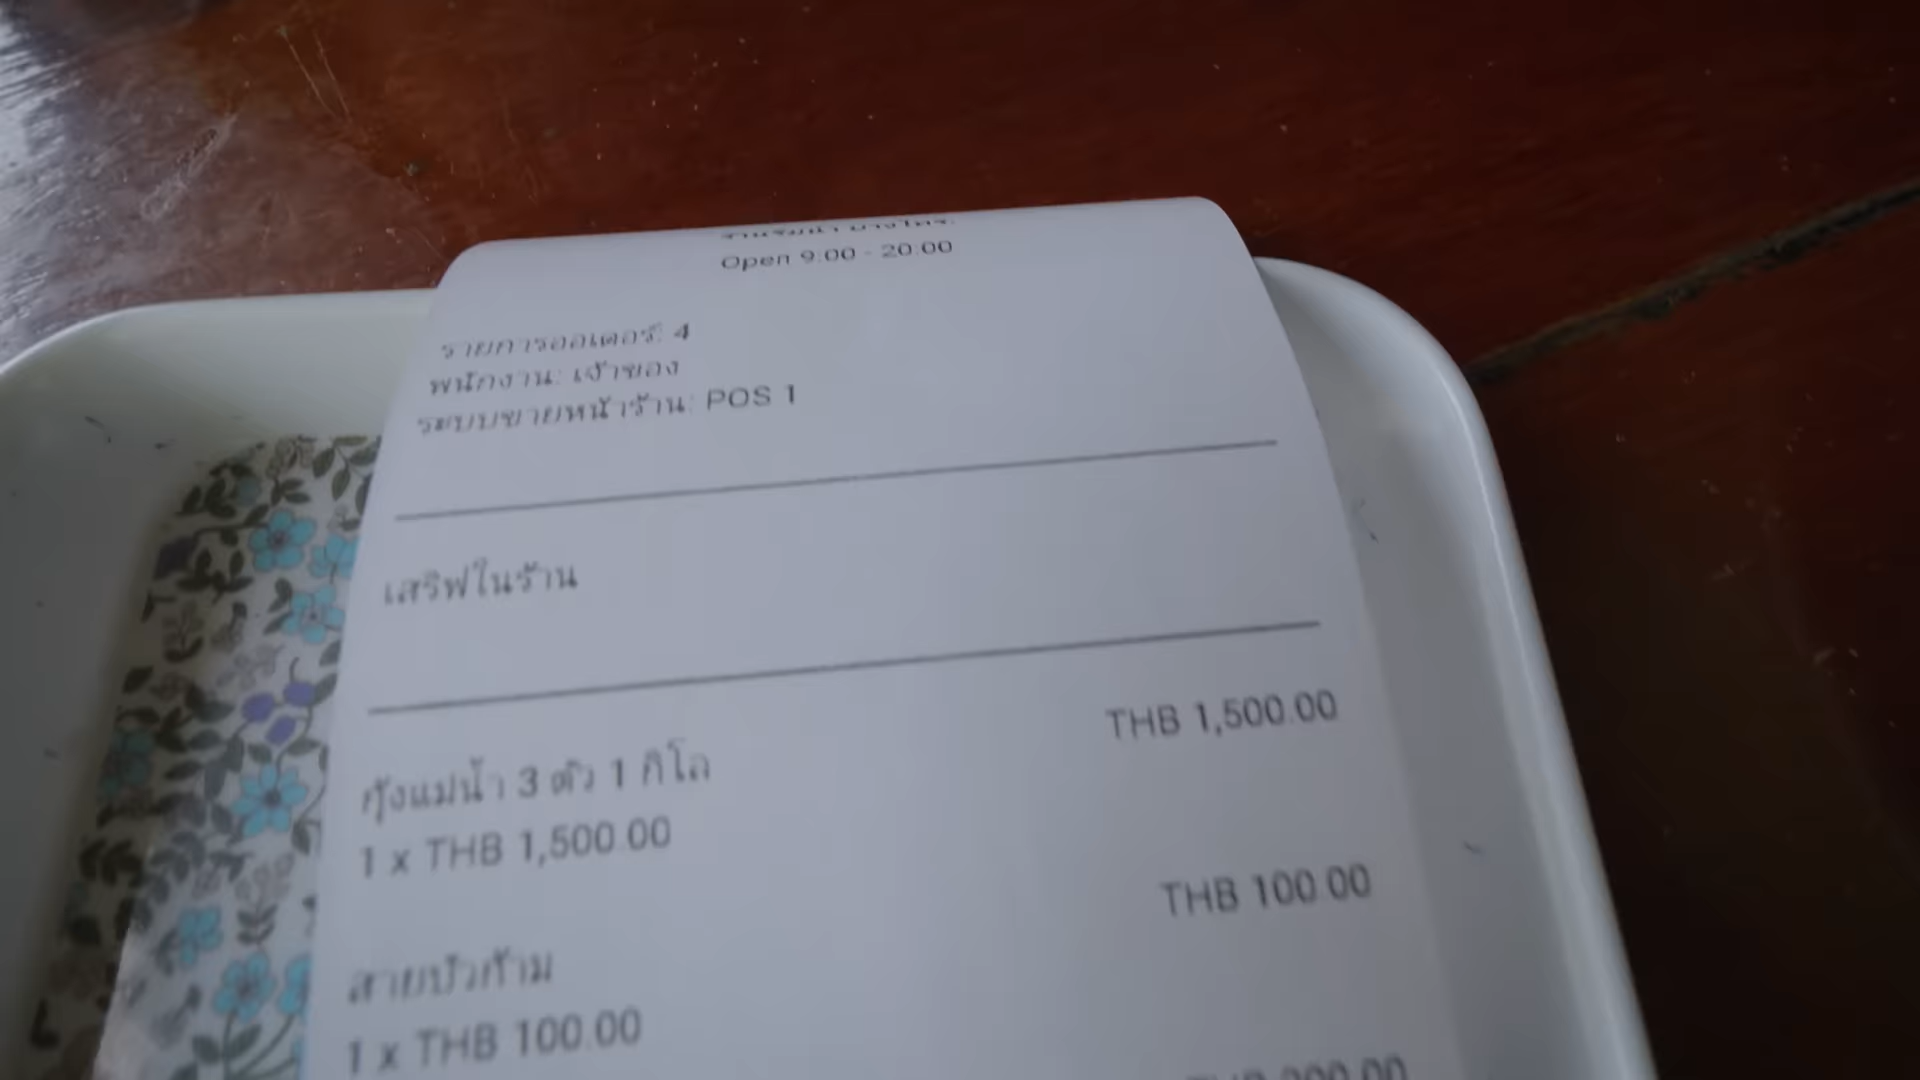 Open 9:00 - 20:00
รายการออเดอร์: 4
พนักงาน: เจ้าของ
ระบบขายหน้าร้าน: POS 1
เสริฟในร้าน
THB 1,500.00
กุ้งแม่น้ำ 3 ตัว 1 กิโล
1 x THB 1,500.00
THB 100.00
สายบัวก้าม
1 x THB 100.00